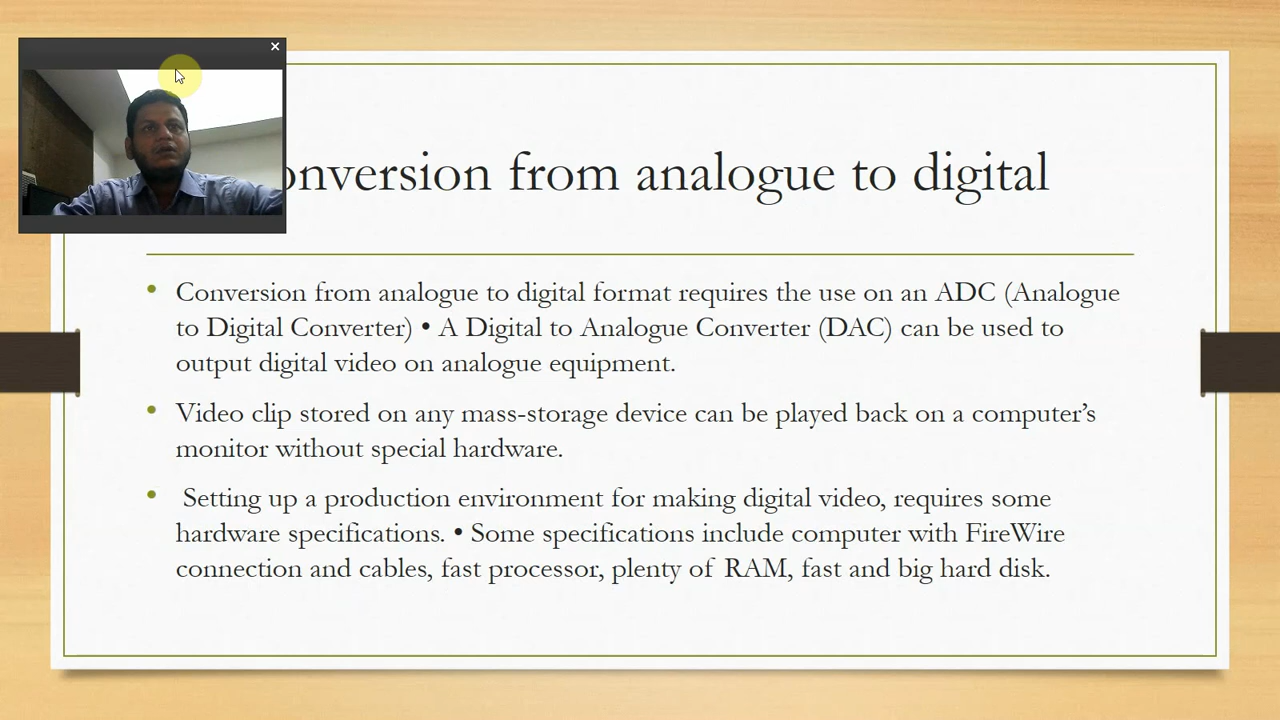 onversion from analogue to digital
• Conversion from analogue to digital format requires the use on an ADC (Analogue
to Digital Converter) • A Digital to Analogue Converter (DAC) can be used to
output digital video on analogue equipment.
• Video clip stored on any mass-storage device can be played back on a computer’s
monitor without special hardware.
• Setting up a production environment for making digital video, requires some
hardware specifications. • Some specifications include computer with FireWire
connection and cables, fast processor, plenty of RAM, fast and big hard disk.